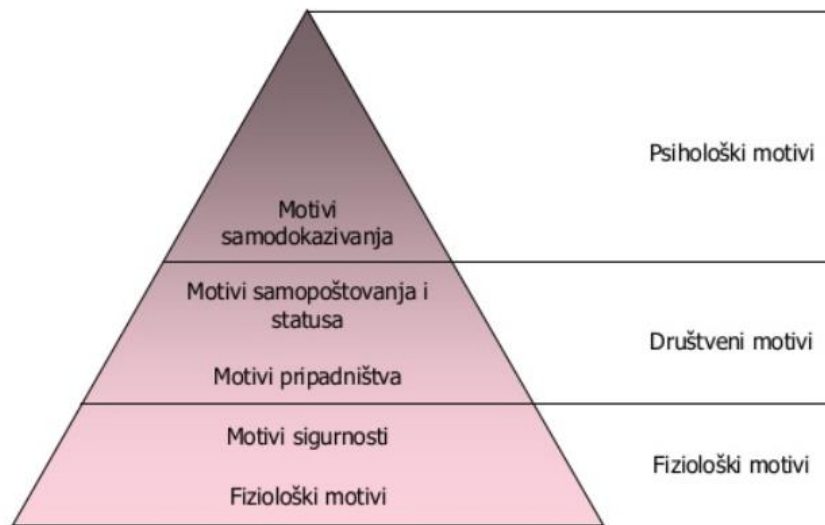 Psihološki motivi
Motivi
samodokazivanja
Motivi samopoštovanja i
statusa
Društveni motivi
Motivi pripadništva
Motivi sigurnosti
Fiziološki motivi
Fiziološki motivi